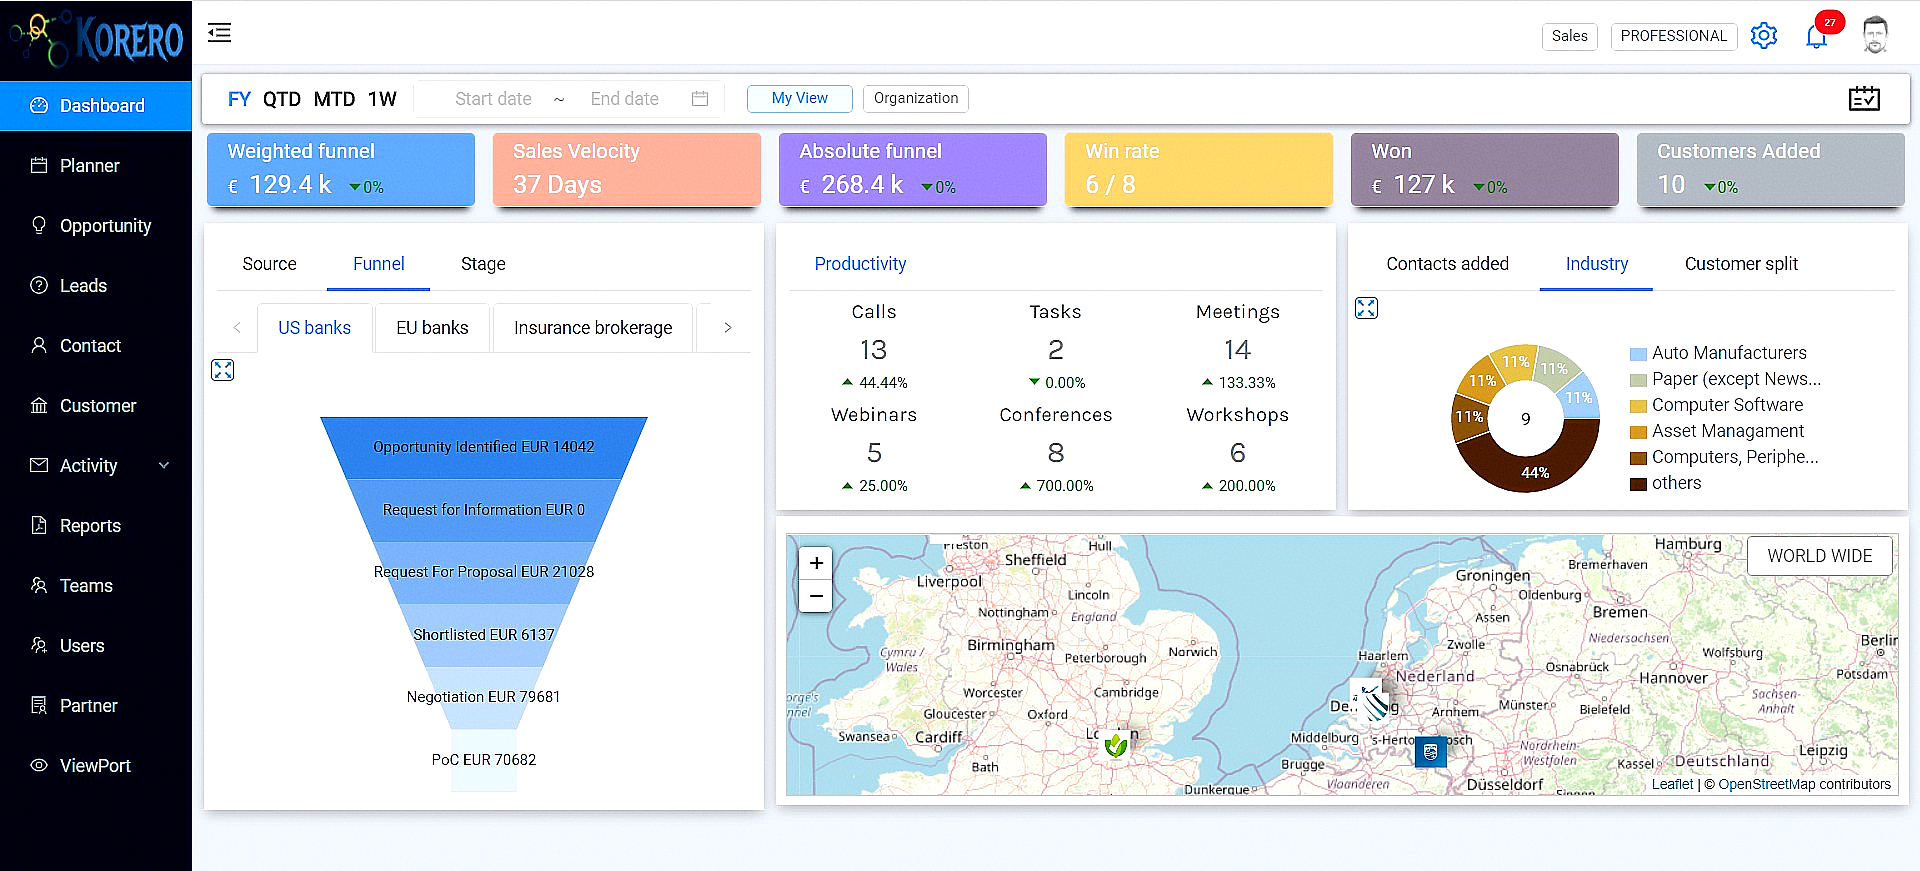 KORERO
Sales
PROFESSIONAL
27
Dashboard
Planner
Opportunity
Leads
Contact
Customer
Activity
Reports
Teams
Users
Partner
ViewPort
FY QTD MTD 1W Start date ~ End date My View Organization
Weighted funnel
€ 129.4 k 0%
Sales Velocity
37 Days
Absolute funnel
€ 268.4 k 0%
Win rate
6 / 8
Won
€ 127 k 0%
Customers Added
10 0%
Source Funnel Stage
US banks EU banks Insurance brokerage
Opportunity Identified EUR 14042
Request for Information EUR 0
Request For Proposal EUR 21028
Shortlisted EUR 6137
Negotiation EUR 79681
PoC EUR 70682
Productivity
Calls Tasks Meetings
13 2 14
44.44% 0.00% 133.33%
Webinars Conferences Workshops
5 8 6
25.00% 700.00% 200.00%
Contacts added Industry Customer split
11%
11%
11%
11%
11%
44%
9
Auto Manufacturers
Paper (except News...
Computer Software
Asset Managament
Computers, Periphe...
others
+
−
WORLD WIDE
Preston
Hull
Sheffield
Liverpool
Lincoln
Nottingham
England
Birmingham
Peterborough
Norwich
Cymru /
Wales
Worcester
Cambridge
Gloucester
Oxford
Swansea
Cardiff
Bath
Hamburg
Bremerhaven
Groningen
Oldenburg
Bremen
Assen
Niedersachsen
Berlin
Zwolle
Haarlem
Wolfsburg
Osnabrück
Potsdam
Nederland
Hannover
Sachsen-
Anhalt
Arnhem
Münster
Bielefeld
Middelburg
Nordrhein-
Westfalen
Leipzig
Brugge
Kassel
Deutschland
Vlaanderen
Düsseldorf
Dunkerque
Leaflet | © OpenStreetMap contributors